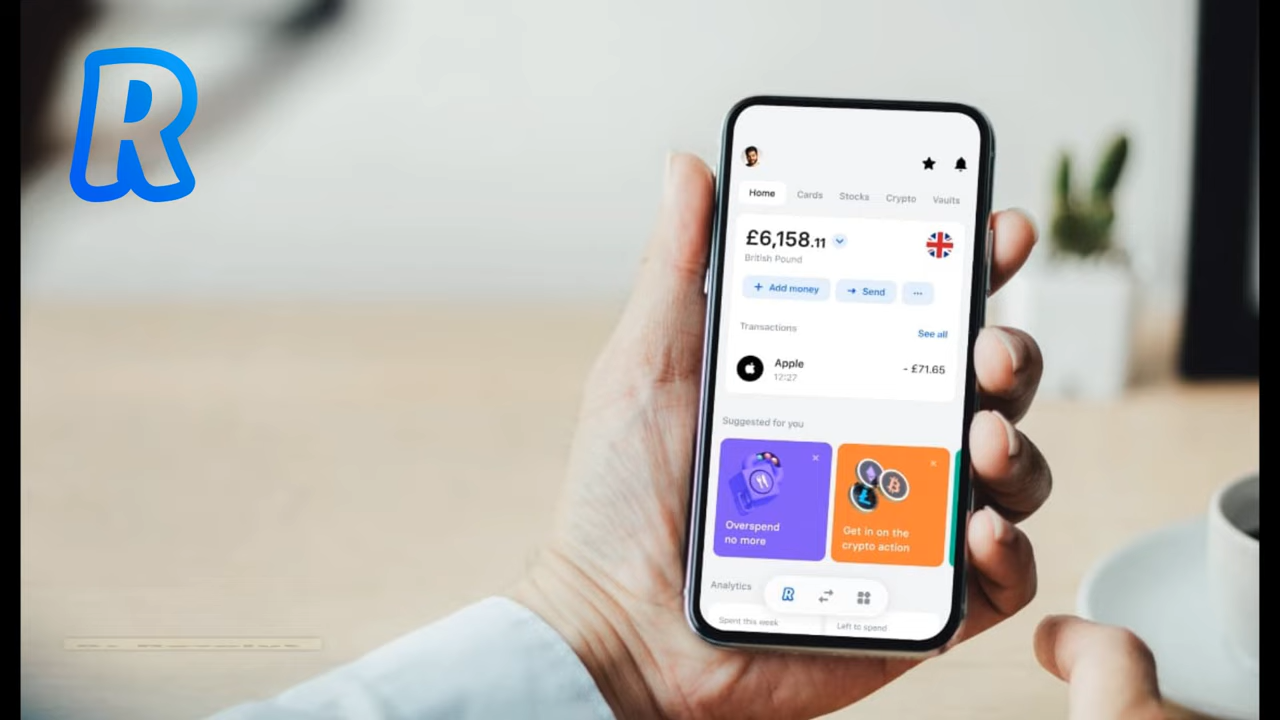 R
Home Cards Stocks Crypto Vaults
£6,158.11
British Pound
+ Add money → Send ...
Transactions See all
Apple - £71.65
12:27
Suggested for you
Overspend
no more
Get in on the
crypto action
Analytics
R
Spent this week Left to spend